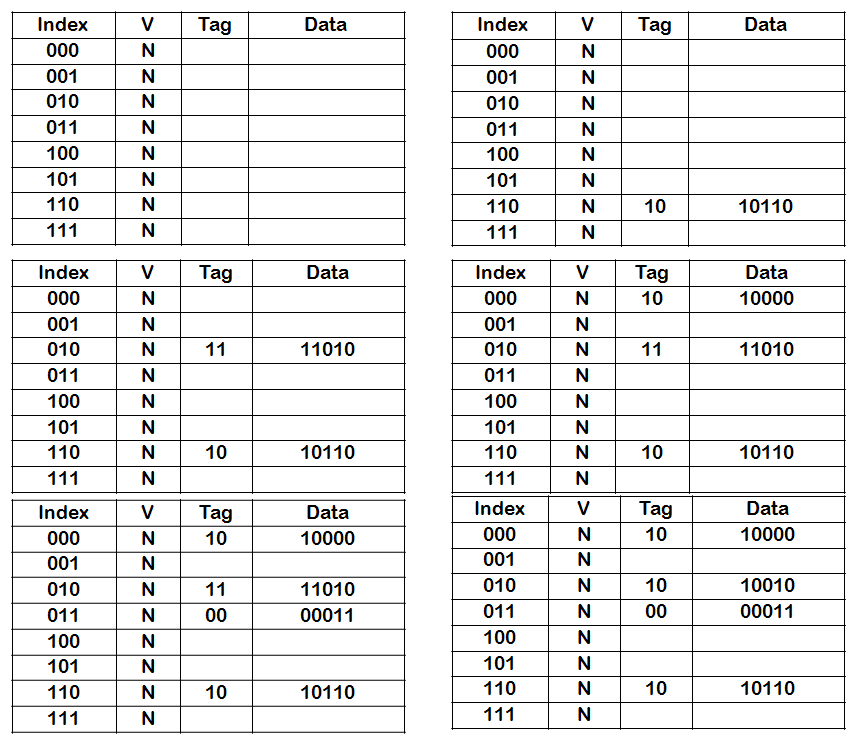 Index V Tag Data
000 N
001 N
010 N
011 N
100 N
101 N
110 N
111 N
Index V Tag Data
000 N
001 N
010 N
011 N
100 N
101 N
110 N 10 10110
111 N
Index V Tag Data
000 N
001 N
010 N 11 11010
011 N
100 N
101 N
110 N 10 10110
111 N
Index V Tag Data
000 N 10 10000
001 N
010 N 11 11010
011 N
100 N
101 N
110 N 10 10110
111 N
Index V Tag Data
000 N 10 10000
001 N
010 N 11 11010
011 N 00 00011
100 N
101 N
110 N 10 10110
111 N
Index V Tag Data
000 N 10 10000
001 N
010 N 10 10010
011 N 00 00011
100 N
101 N
110 N 10 10110
111 N